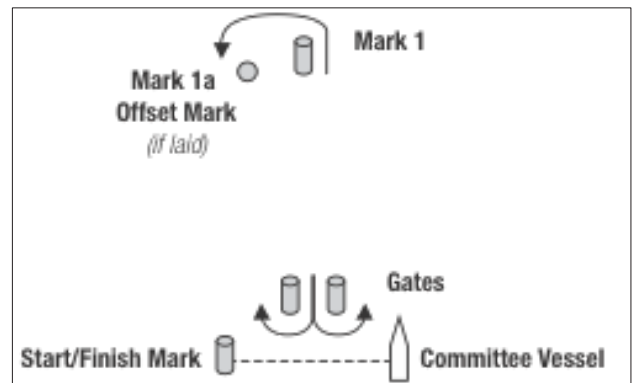 Mark 1
Mark 1a
Offset Mark
(if laid)
Gates
Start/Finish Mark
Committee Vessel